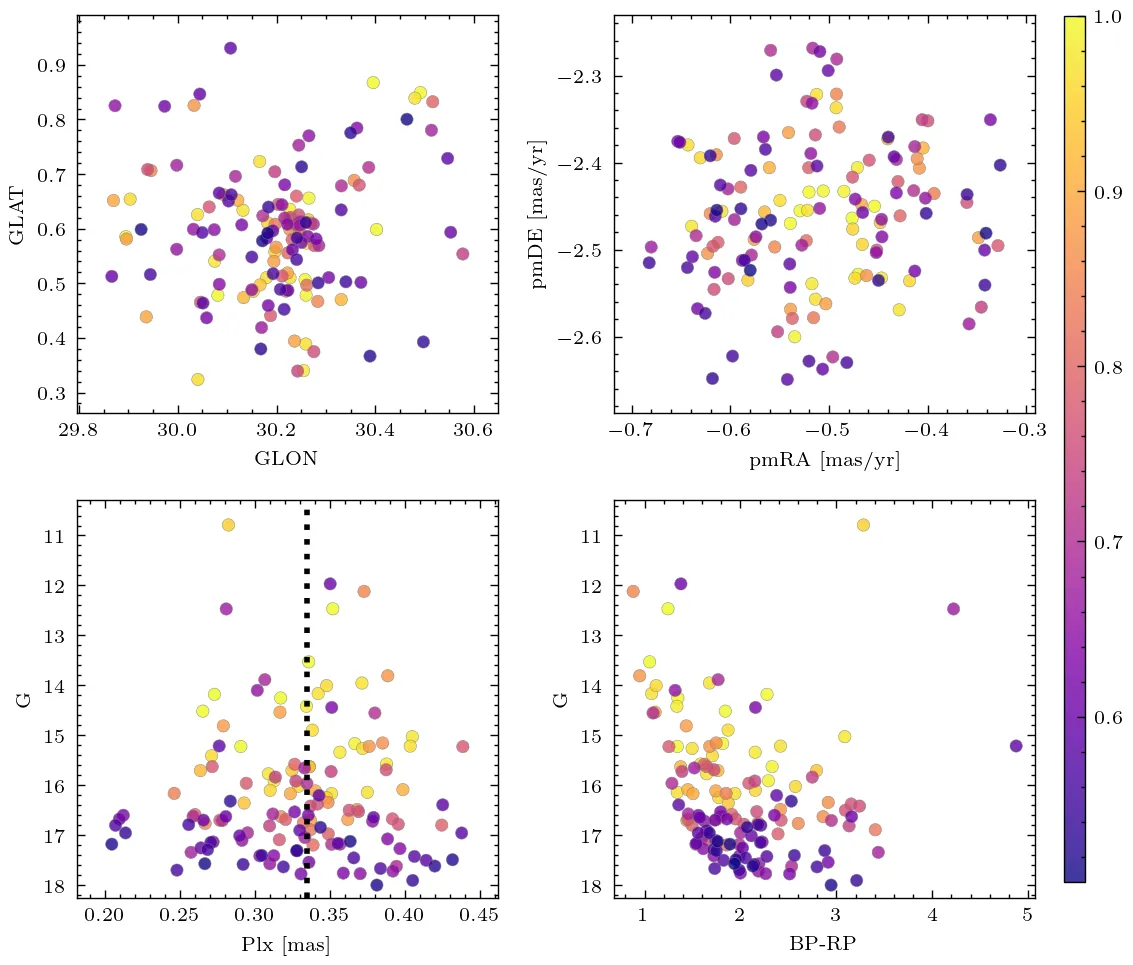 0.9
0.8
0.7
0.6
0.5
0.4
0.3
GLAT
29.8 30.0 30.2 30.4 30.6
GLON
−2.3
−2.4
−2.5
−2.6
pmDE [mas/yr]
−0.7 −0.6 −0.5 −0.4 −0.3
pmRA [mas/yr]
1.0
0.9
0.8
0.7
0.6
11
12
13
14
15
16
17
18
G
0.20 0.25 0.30 0.35 0.40 0.45
Plx [mas]
11
12
13
14
15
16
17
18
G
1 2 3 4 5
BP-RP